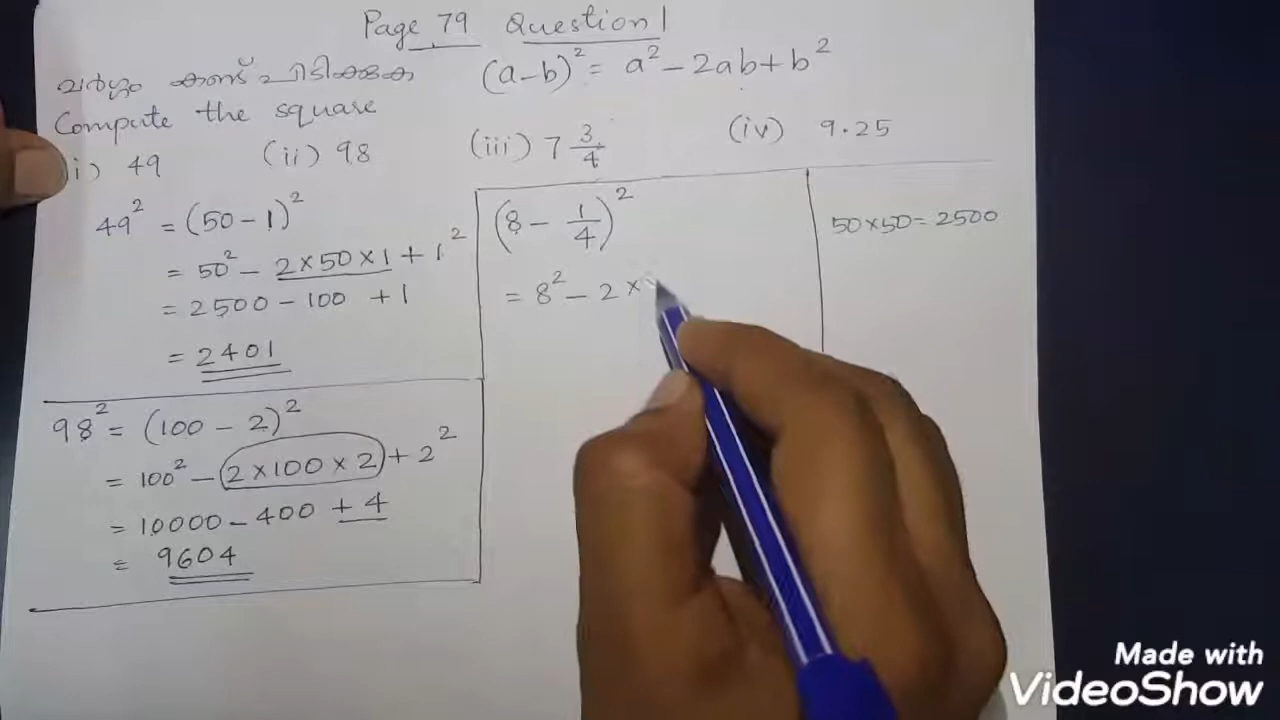 Page 79 Question 1
വർഗ്ഗം കണ്ട് പിടിക്കുക
(a-b)² = a² - 2ab + b²
Compute the square
(i) 49
(ii) 98
(iii) 7 3/4
(iv) 9.25
49² = (50 - 1)²
= 50² - 2×50×1 + 1²
= 2500 - 100 + 1
= 2401
98² = (100 - 2)²
= 100² - (2×100×2) + 2²
= 10000 - 400 + 4
= 9604
(8 - 1/4)²
= 8² - 2×
50×50 = 2500
Made with
VideoShow